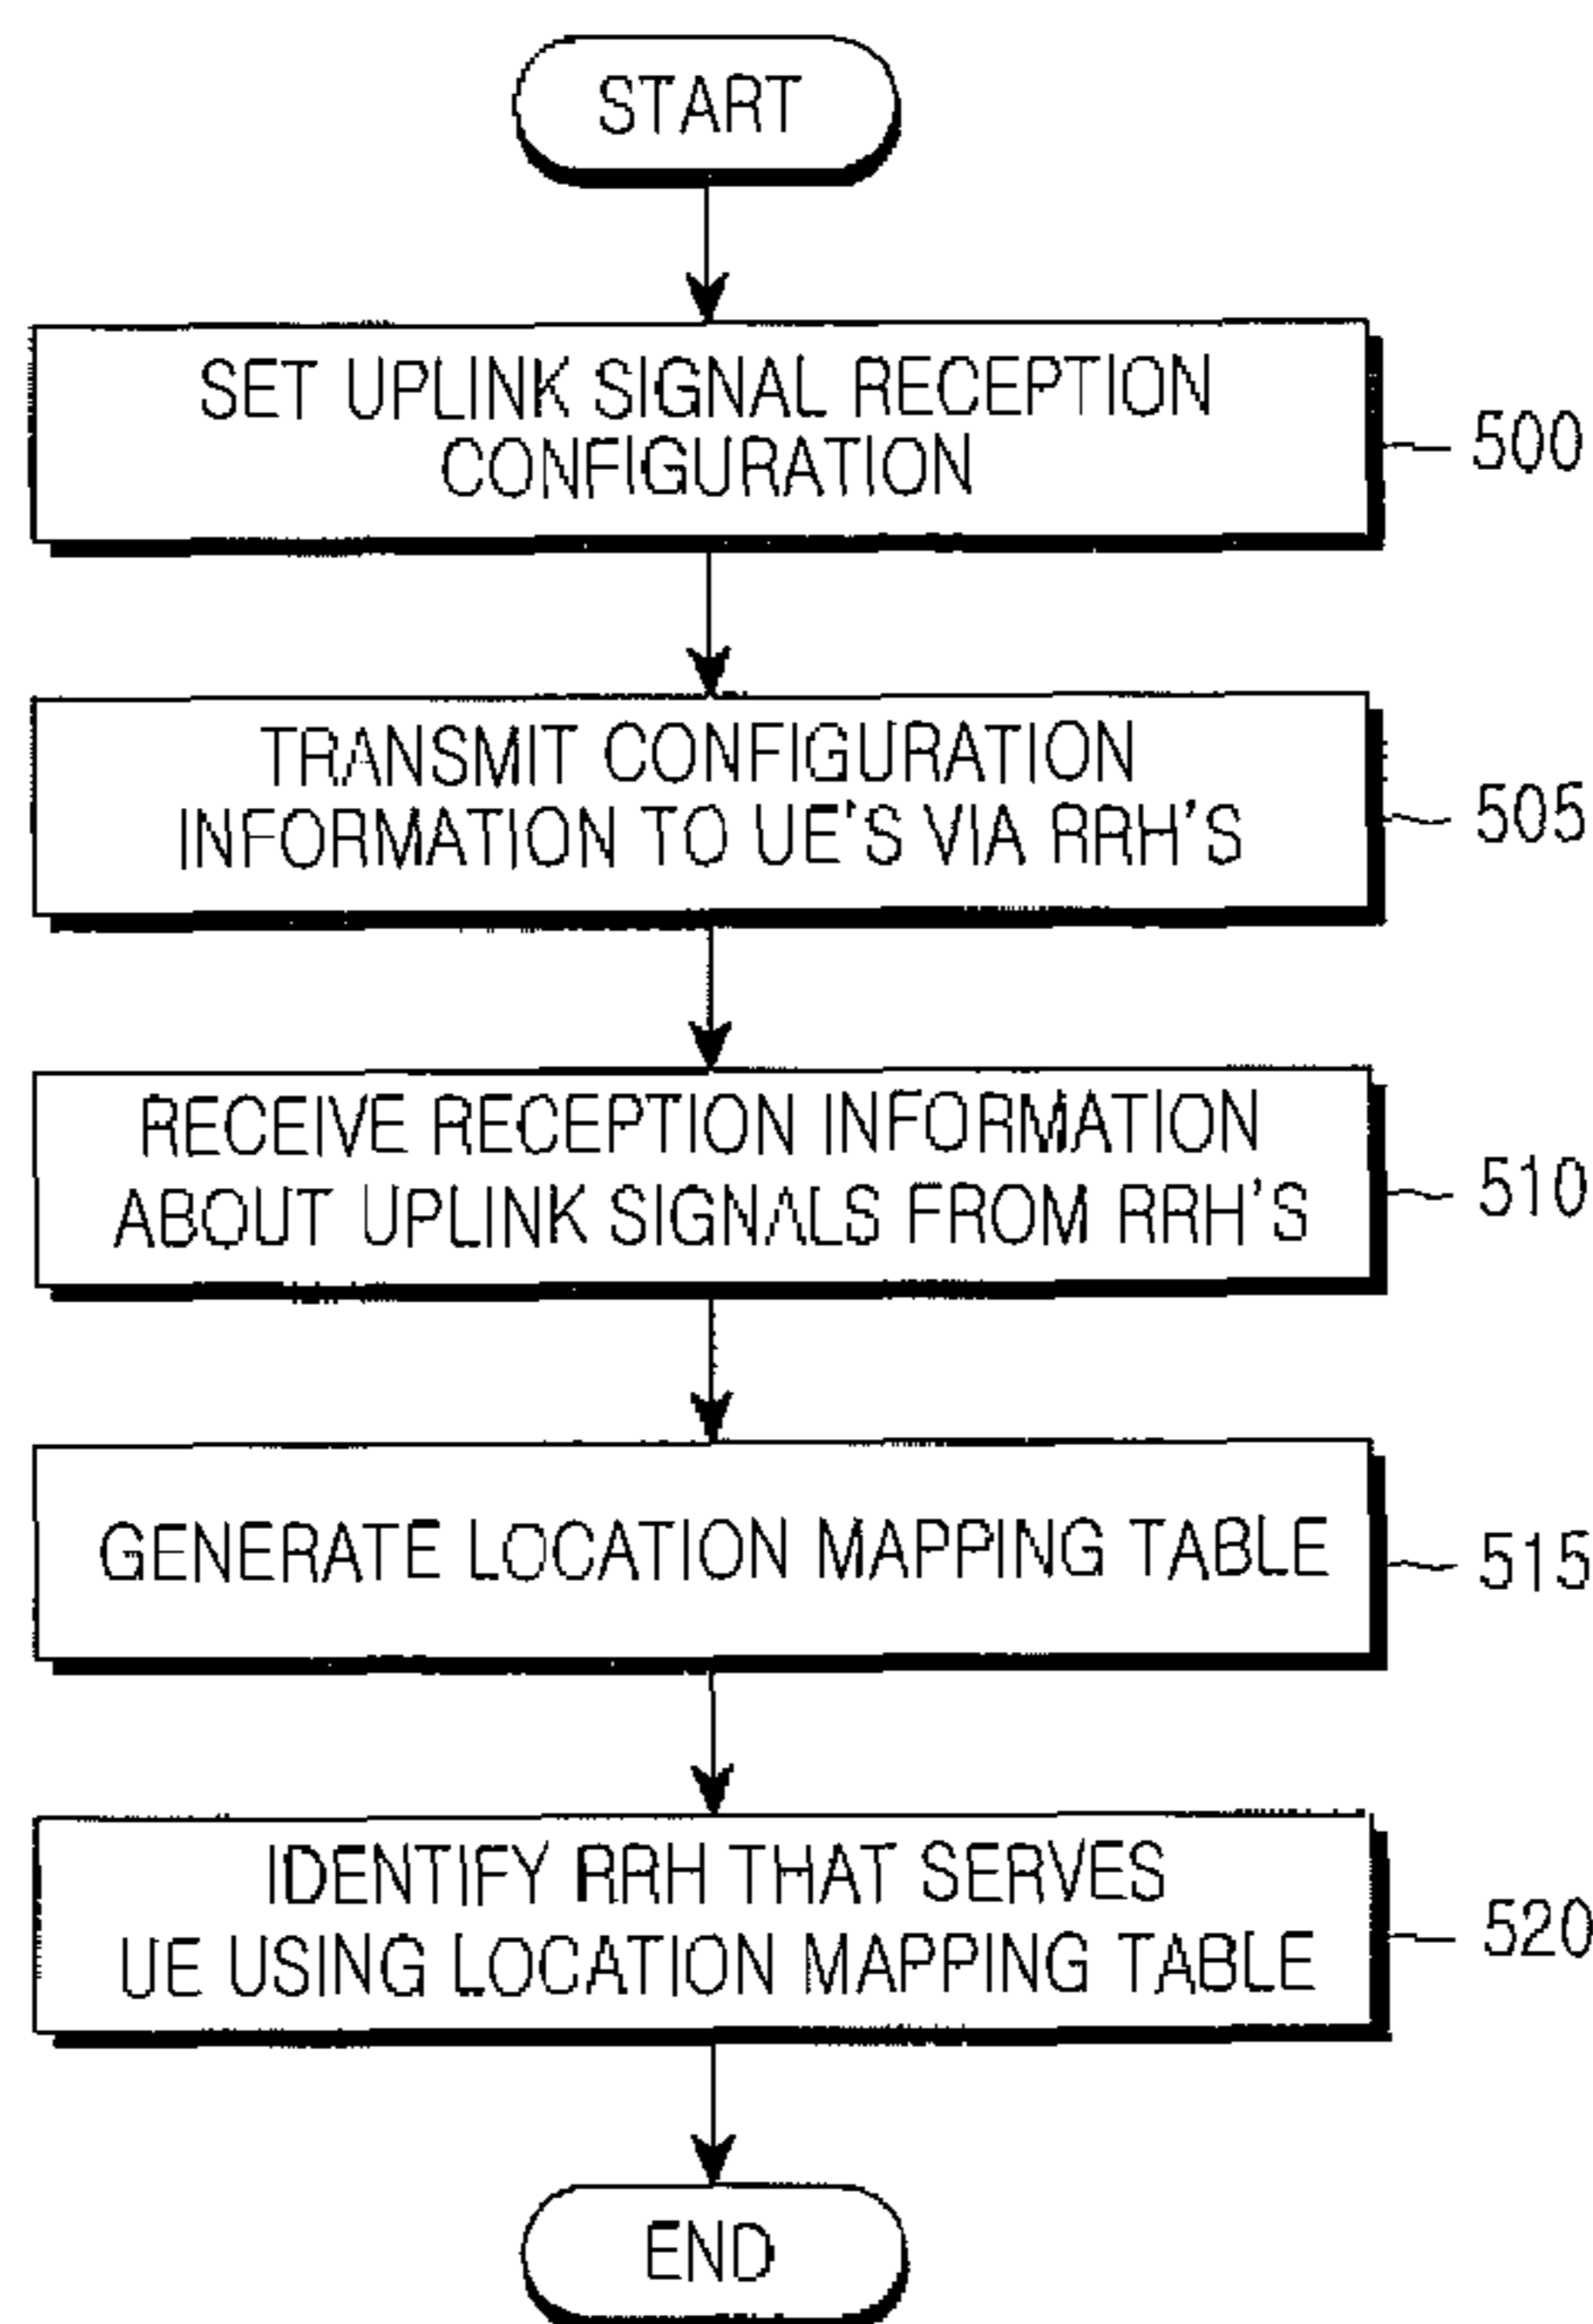 START
SET UPLINK SIGNAL RECEPTION
CONFIGURATION
500
TRANSMIT CONFIGURATION
INFORMATION TO UE'S VIA RRH'S
505
RECEIVE RECEPTION INFORMATION
ABOUT UPLINK SIGNALS FROM RRH'S
510
GENERATE LOCATION MAPPING TABLE
515
IDENTIFY RRH THAT SERVES
UE USING LOCATION MAPPING TABLE
520
END